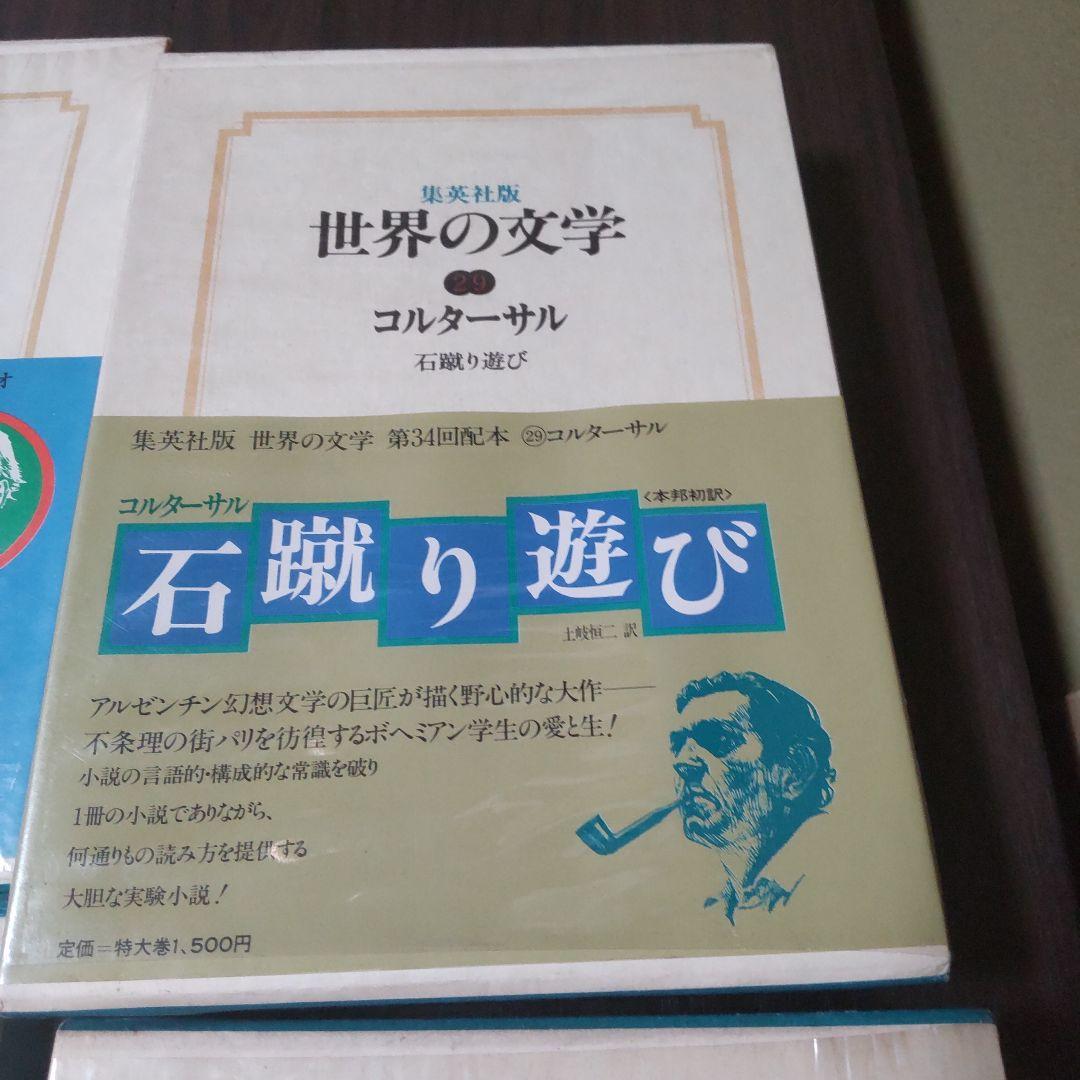 集英社版
世界の文学
29
コルターサル
石蹴り遊び
集英社版 世界の文学 第34回配本 ㉙コルターサル
コルターサル
〈本邦初訳〉
石蹴り遊び
土岐恒二 訳
アルゼンチン幻想文学の巨匠が描く野心的な大作——
不条理の街パリを彷徨するボヘミアン学生の愛と生!
小説の言語的・構成的な常識を破り
1冊の小説でありながら、
何通りもの読み方を提供する
大胆な実験小説!
定価=特大巻1、500円
オ